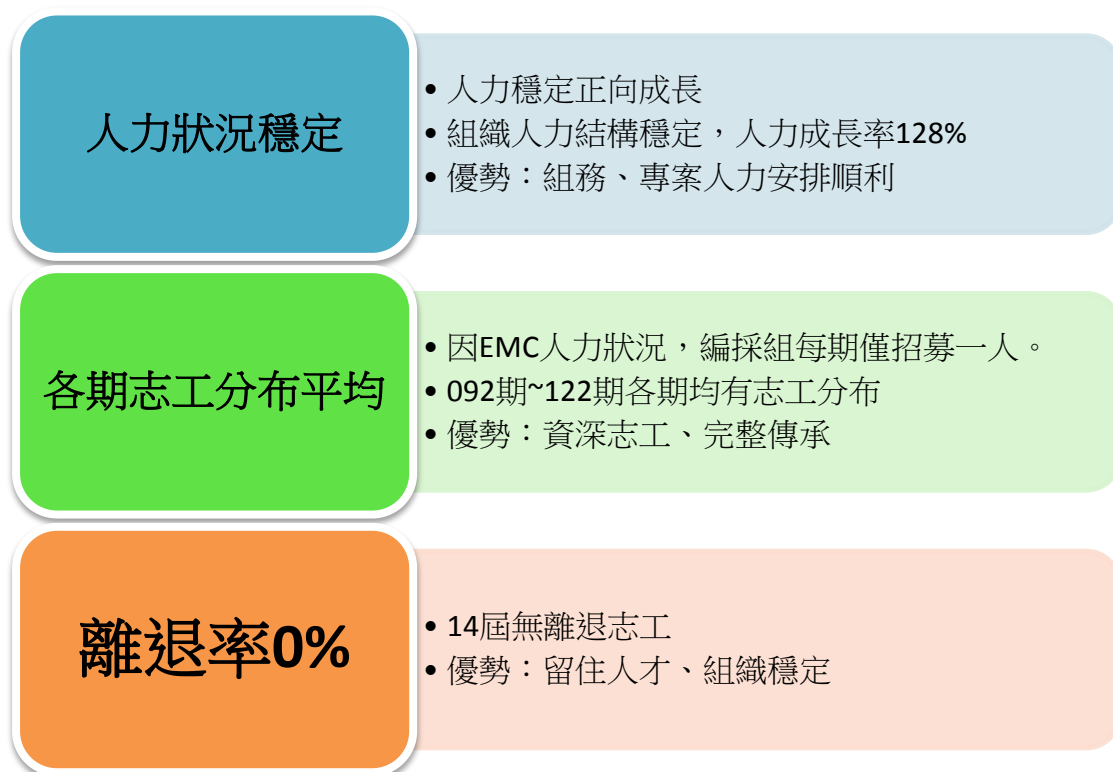 人力狀況穩定
• 人力穩定正向成長
• 組織人力結構穩定，人力成長率128%
• 優勢：組務、專案人力安排順利
各期志工分布平均
• 因EMC人力狀況，編採組每期僅招募一人。
• 092期~122期各期均有志工分布
• 優勢：資深志工、完整傳承
離退率0%
• 14屆無離退志工
• 優勢：留住人才、組織穩定